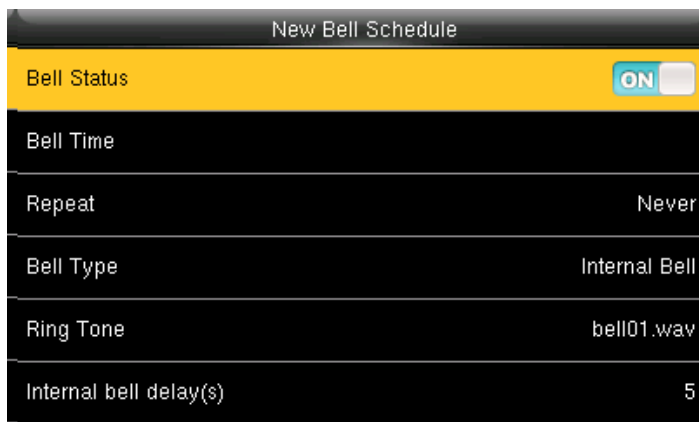 New Bell Schedule
Bell Status ON
Bell Time
Repeat Never
Bell Type Internal Bell
Ring Tone bell01.wav
Internal bell delay(s) 5